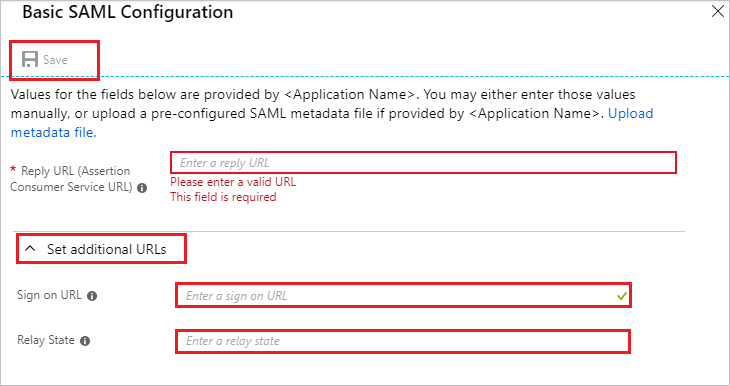 Basic SAML Configuration
Save
Values for the fields below are provided by <Application Name>. You may either enter those values
manually, or upload a pre-configured SAML metadata file if provided by <Application Name>. Upload
metadata file.
* Reply URL (Assertion
Consumer Service URL)
Enter a reply URL
Please enter a valid URL
This field is required
Set additional URLs
Sign on URL
Enter a sign on URL
Relay State
Enter a relay state